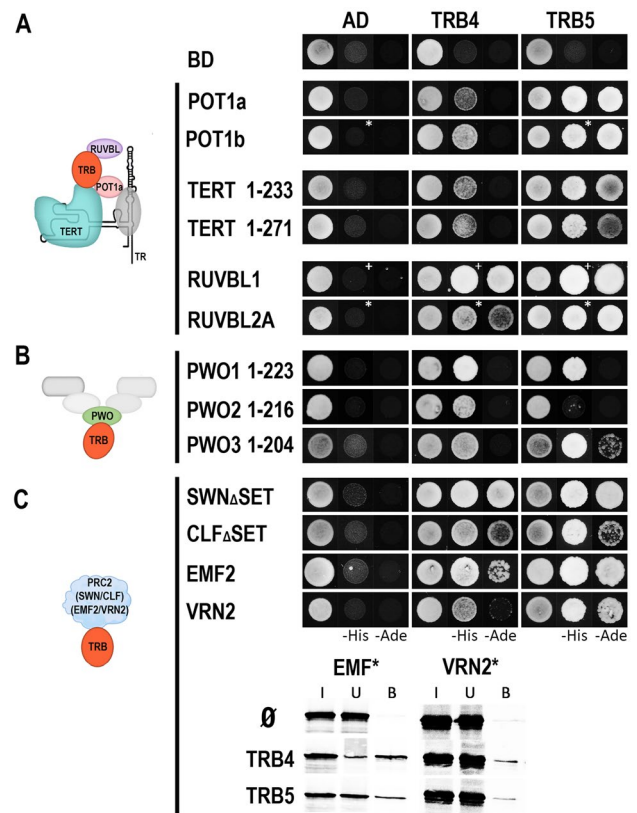 A
AD TRB4 TRB5
BD
POT1a
POT1b * *
TERT 1-233
TERT 1-271
RUVBL1 + + +
RUVBL2A * * *
RUVBL
TRB
POT1a
TERT
TR
B
PWO1 1-223
PWO2 1-216
PWO3 1-204
PWO
TRB
C
SWNΔSET
CLFΔSET
EMF2
VRN2
-His -Ade -His -Ade -His -Ade
PRC2
(SWN/CLF)
(EMF2/VRN2)
TRB
EMF* VRN2*
I U B I U B
Ø
TRB4
TRB5